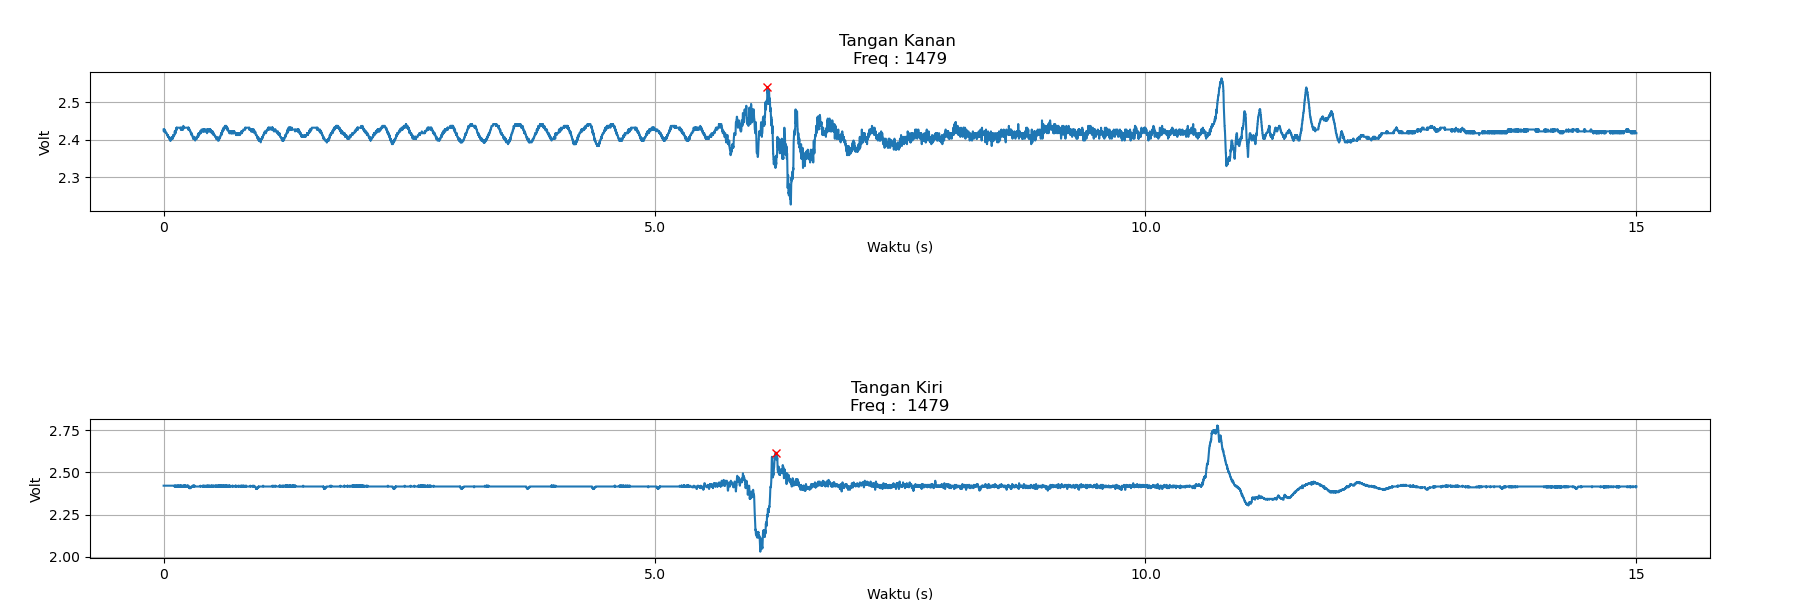 Tangan Kanan
Freq : 1479
Volt
2.5
2.4
2.3
0 5.0 10.0 15
Waktu (s)
Tangan Kiri
Freq :  1479
Volt
2.75
2.50
2.25
2.00
0 5.0 10.0 15
Waktu (s)